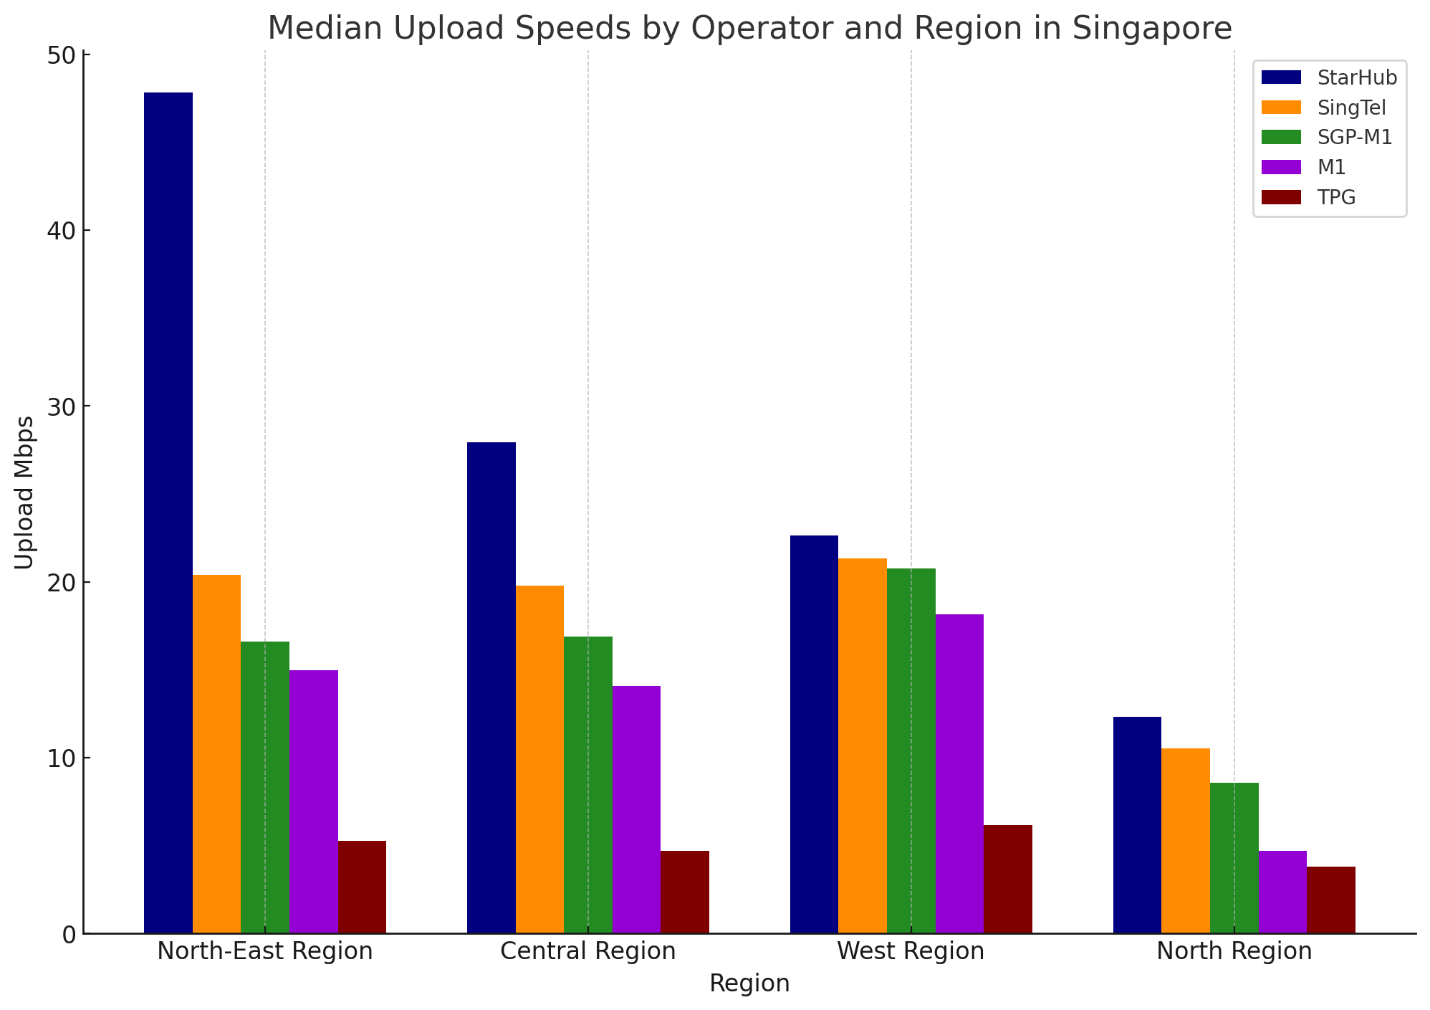 Median Upload Speeds by Operator and Region in Singapore
50
40
30
20
10
0
Upload Mbps
StarHub
SingTel
SGP-M1
M1
TPG
North-East Region
Central Region
West Region
North Region
Region